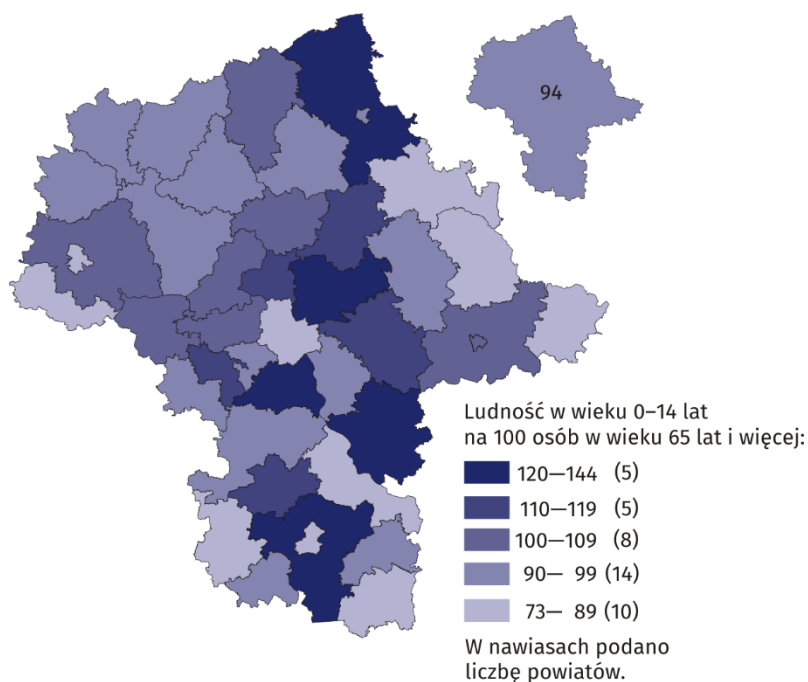 94
Ludność w wieku 0–14 lat
na 100 osób w wieku 65 lat i więcej:
120—144 (5)
110—119 (5)
100—109 (8)
90— 99 (14)
73— 89 (10)
W nawiasach podano
liczbę powiatów.